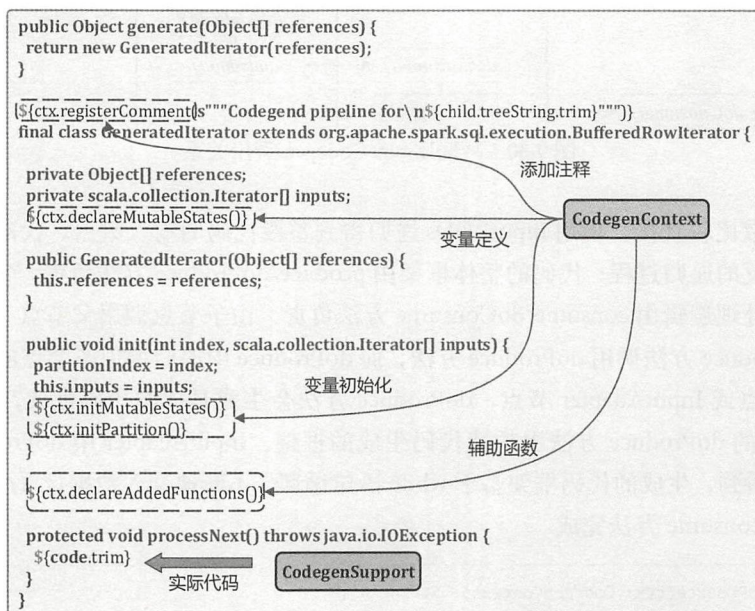 public Object generate(Object[] references) {
return new GeneratedIterator(references);
}
${ctx.registerComment(s"""Codegend pipeline for\n${child.treeString.trim}""")}
final class GeneratedIterator extends org.apache.spark.sql.execution.BufferedRowIterator {
添加注释
private Object[] references;
private scala.collection.Iterator[] inputs;
${ctx.declareMutableStates()}
CodegenContext
变量定义
public GeneratedIterator(Object[] references) {
this.references = references;
}
public void init(int index, scala.collection.Iterator[] inputs) {
partitionIndex = index;
this.inputs = inputs;
变量初始化
${ctx.initMutableStates()}
${ctx.initPartition()}
}
辅助函数
${ctx.declareAddedFunctions()}
protected void processNext() throws java.io.IOException {
${code.trim}
实际代码
CodegenSupport
}
}